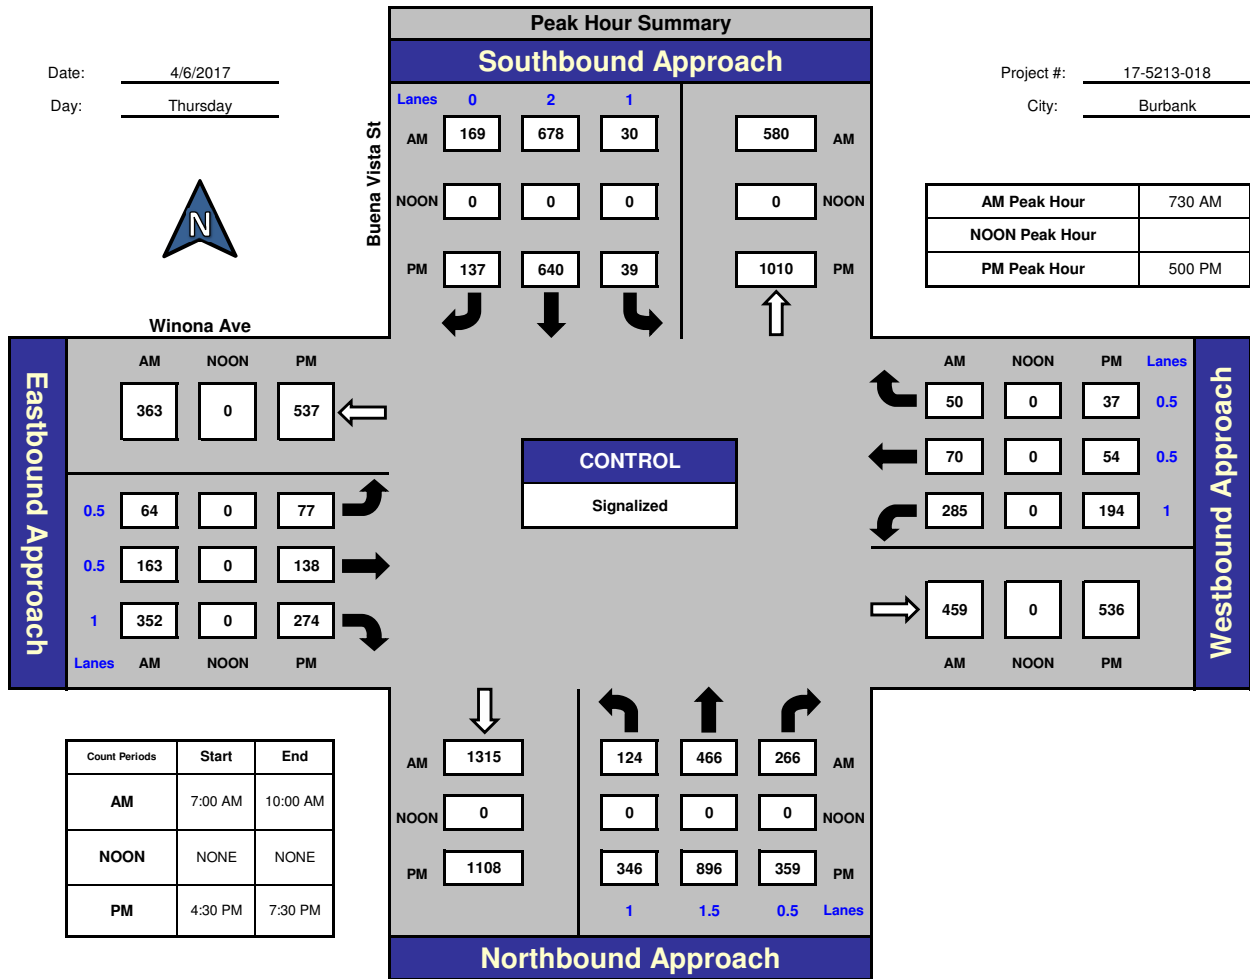 Peak Hour Summary
Southbound Approach
Date: 4/6/2017
Day: Thursday
Project #: 17-5213-018
City: Burbank
Buena Vista St
Lanes 0 2 1
AM 169 678 30 580 AM
NOON 0 0 0 0 NOON
PM 137 640 39 1010 PM
N
AM Peak Hour 730 AM
NOON Peak Hour
PM Peak Hour 500 PM
Winona Ave
Eastbound Approach
AM NOON PM
363 0 537
0.5 64 0 77
0.5 163 0 138
1 352 0 274
Lanes AM NOON PM
CONTROL
Signalized
AM NOON PM Lanes
50 0 37 0.5
70 0 54 0.5
285 0 194 1
459 0 536
AM NOON PM
Westbound Approach
Count Periods Start End
AM 7:00 AM 10:00 AM
NOON NONE NONE
PM 4:30 PM 7:30 PM
AM 1315 124 466 266 AM
NOON 0 0 0 0 NOON
PM 1108 346 896 359 PM
1 1.5 0.5 Lanes
Northbound Approach